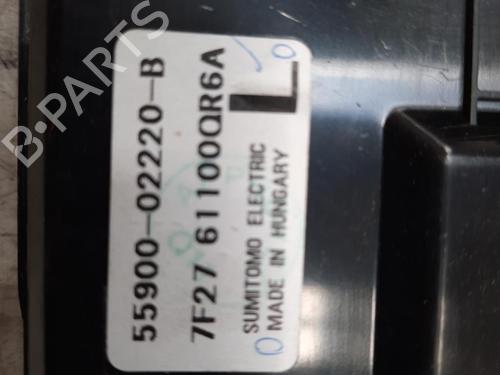 55900-02220-B
7F27 61100QR6A
L
SUMITOMO ELECTRIC
MADE IN HUNGARY
B-PARTS